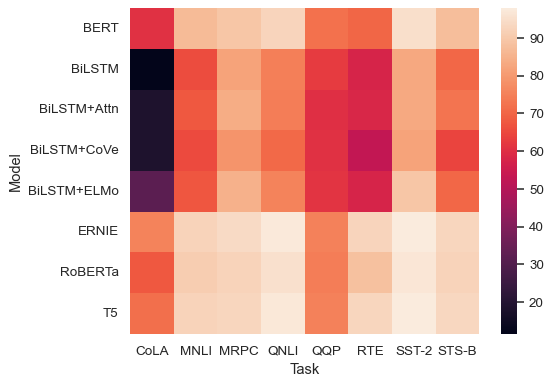 BERT
BiLSTM
BiLSTM+Attn
BiLSTM+CoVe
BiLSTM+ELMo
ERNIE
RoBERTa
T5
Model
CoLA MNLI MRPC QNLI QQP RTE SST-2 STS-B
Task
90
80
70
60
50
40
30
20